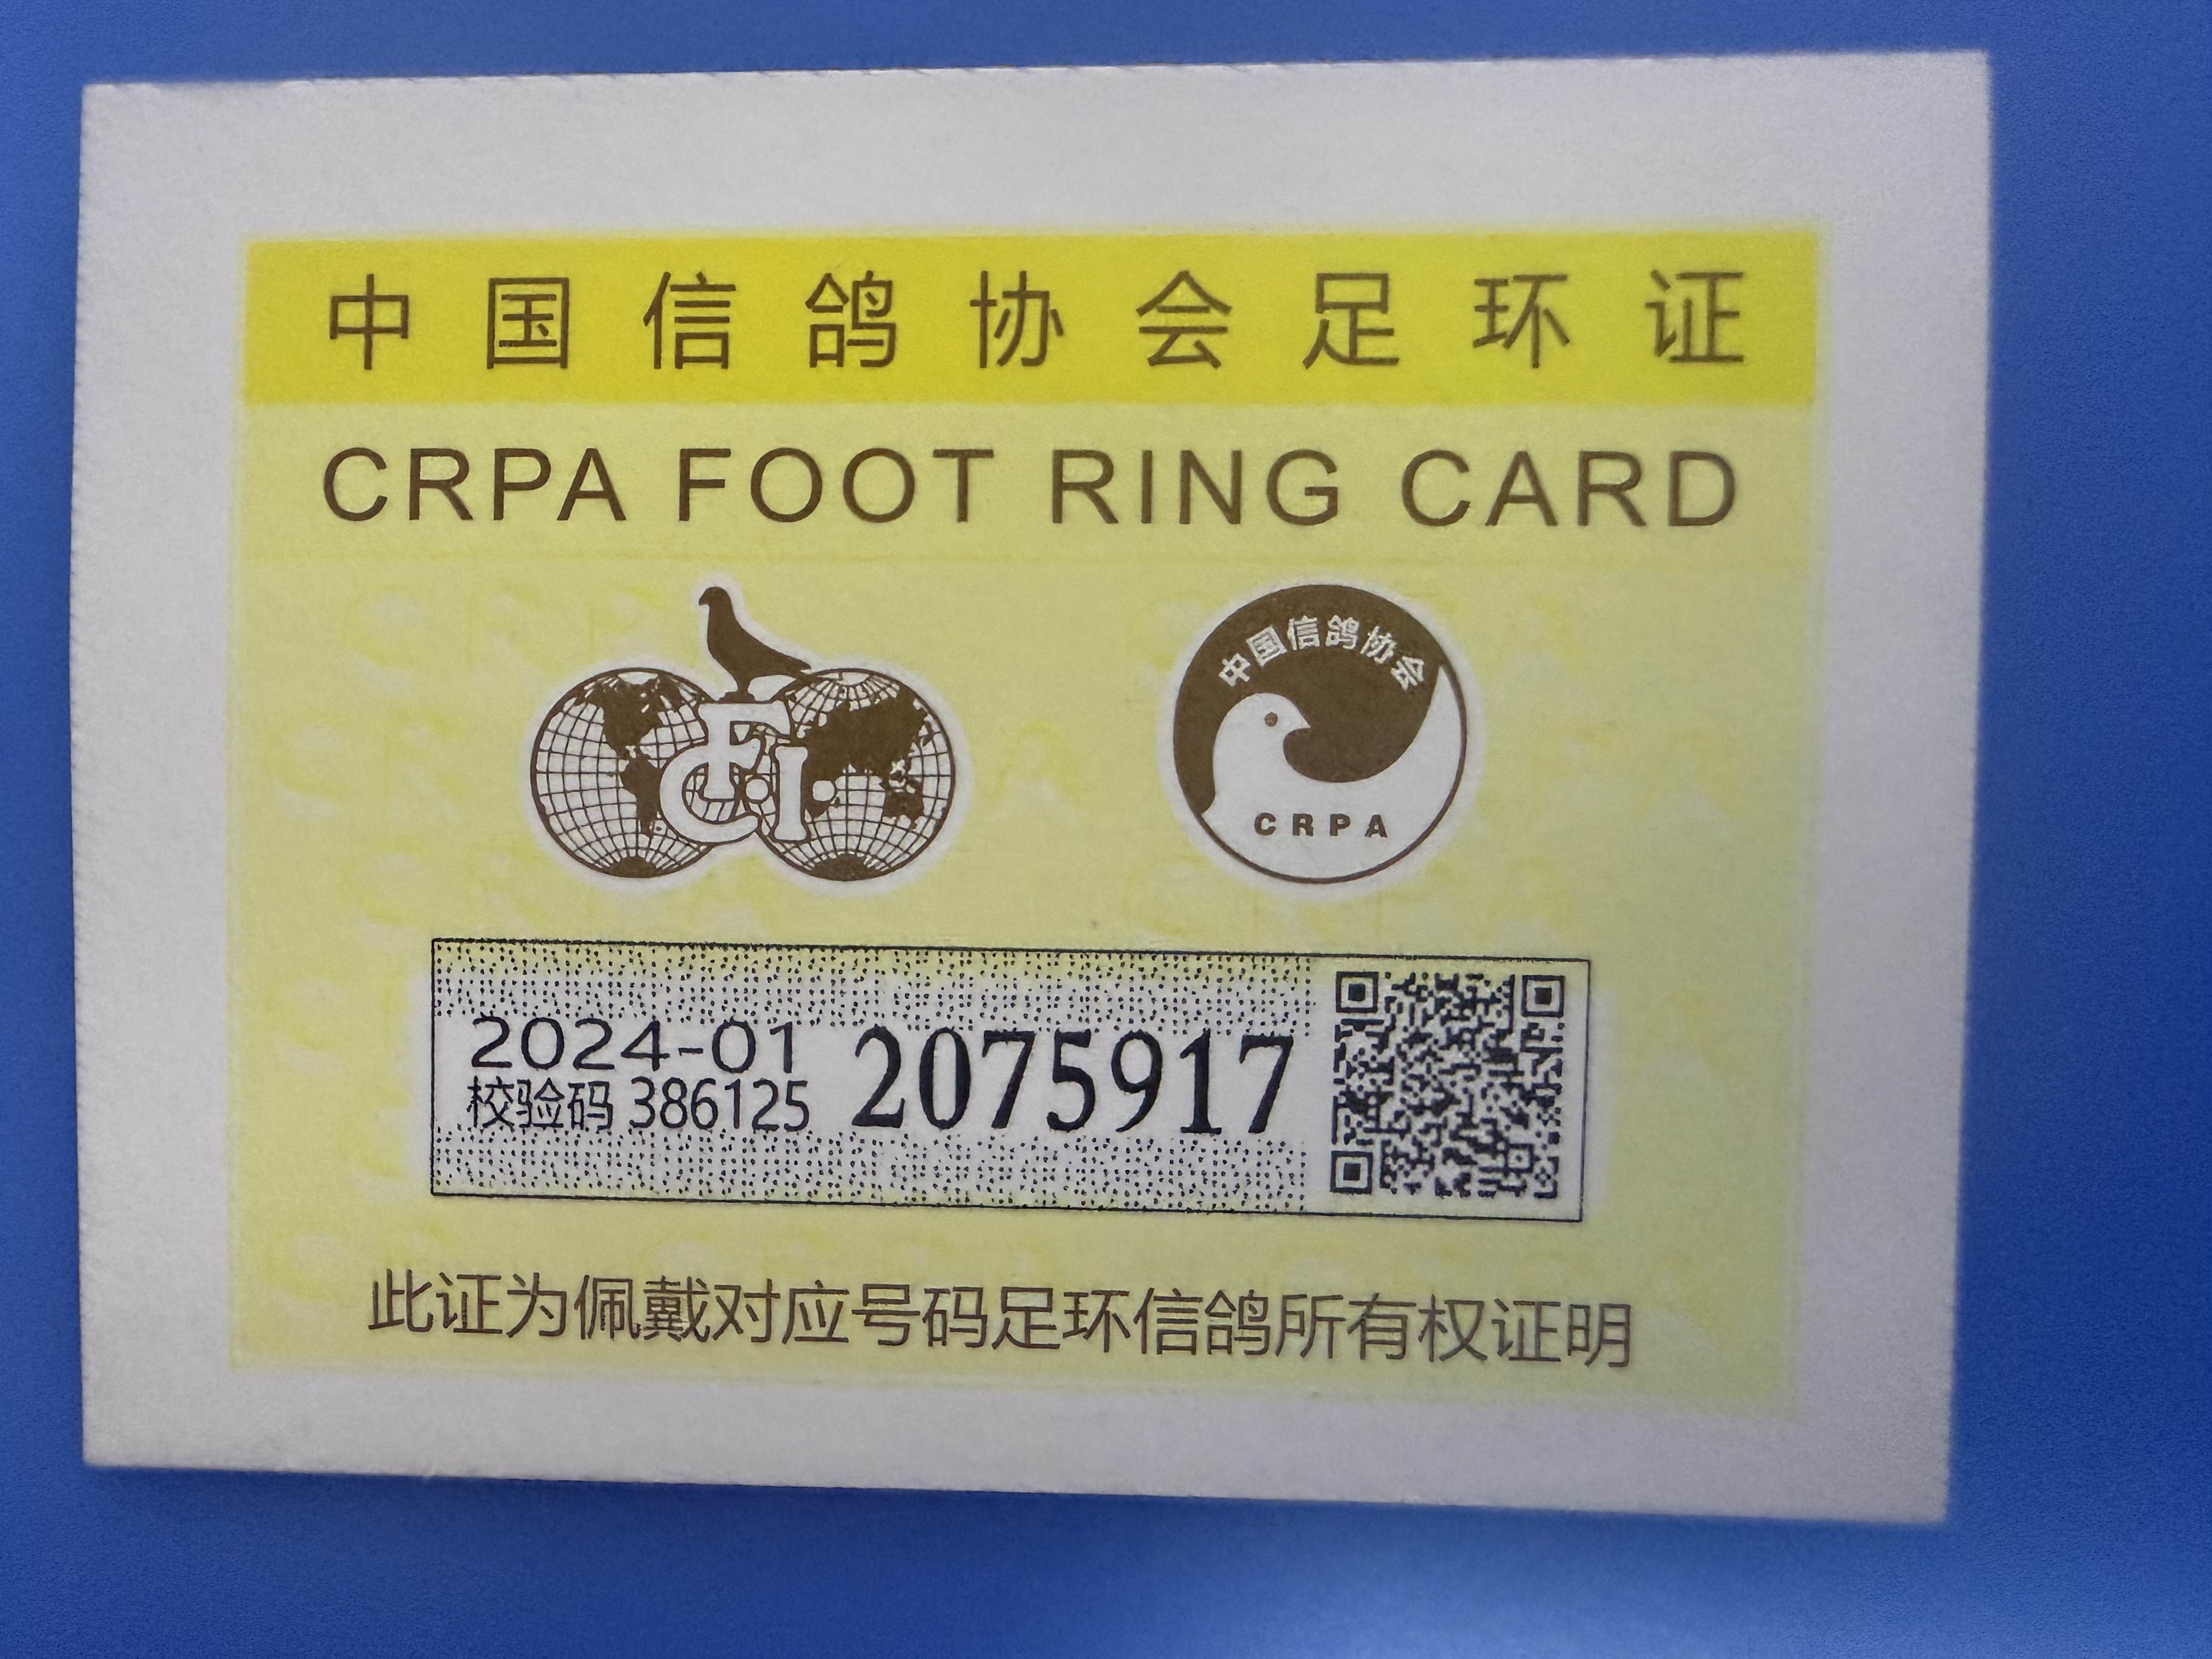 中国信鸽协会足环证
CRPA FOOT RING CARD
F.C.I.
中国信鸽协会
CRPA
2024-01
校验码 386125
2075917
此证为佩戴对应号码足环信鸽所有权证明